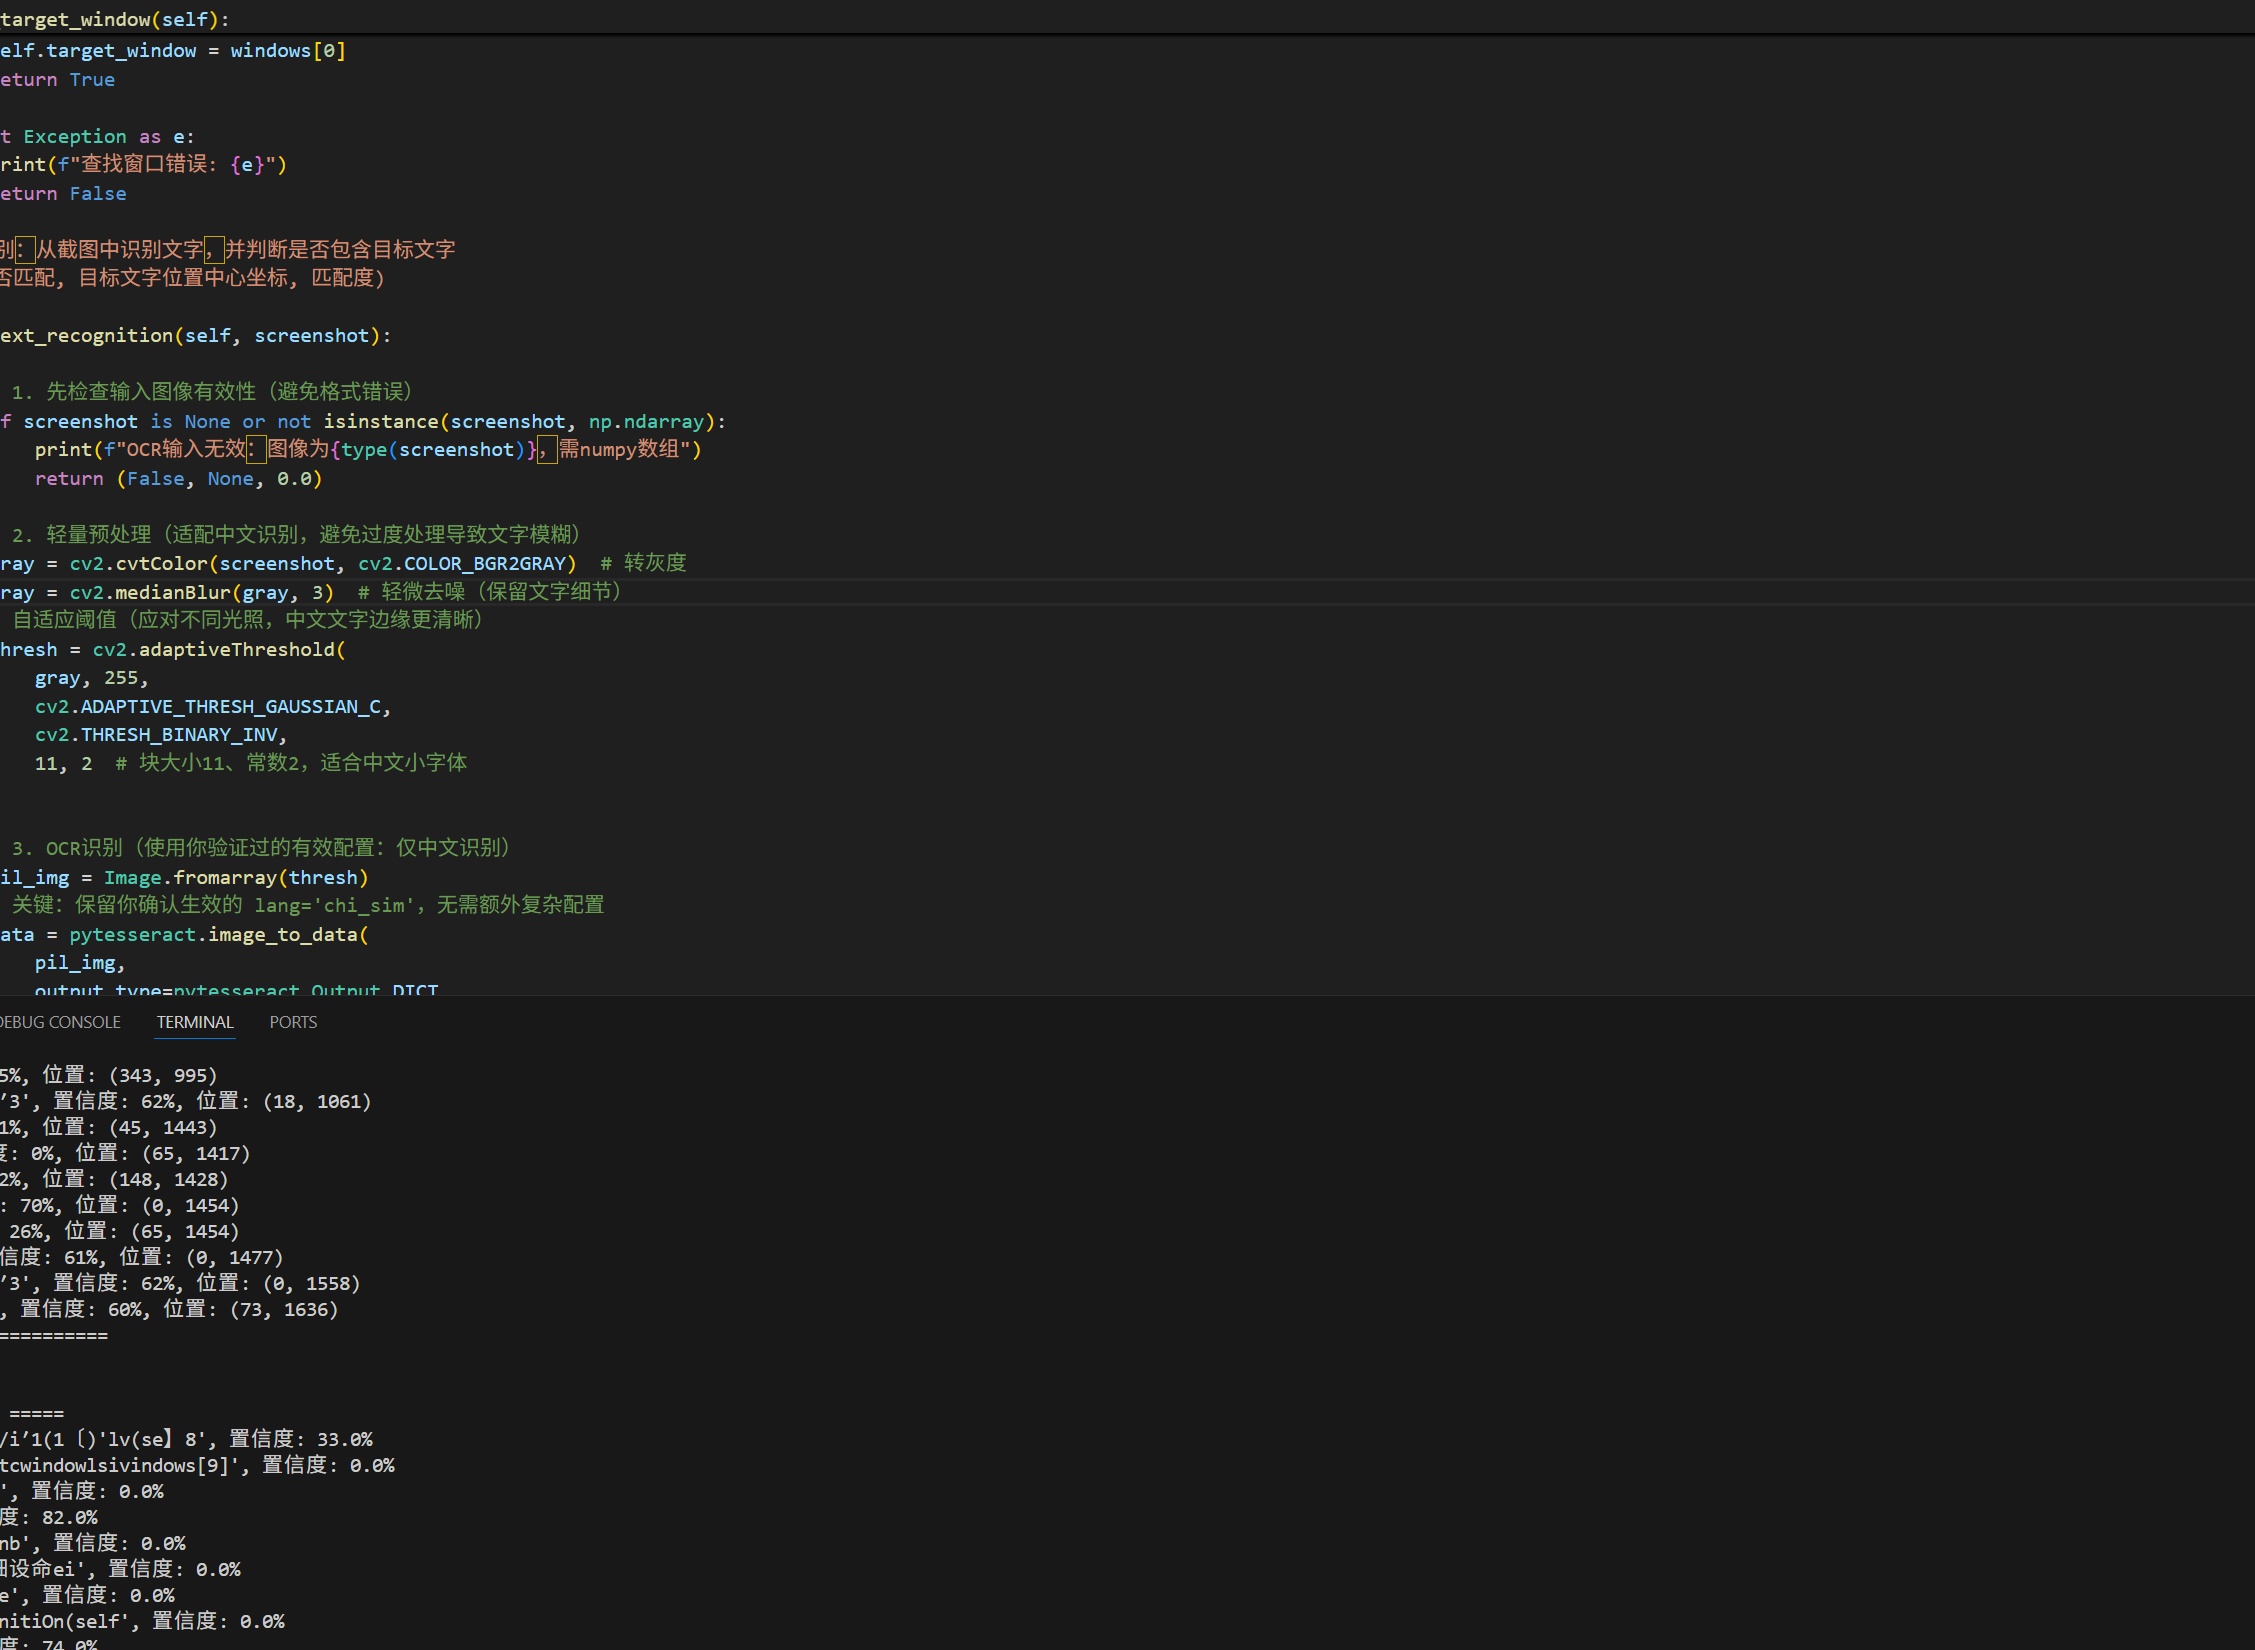 target_window(self):
elf.target_window = windows[0]
eturn True
t Exception as e:
rint(f"查找窗口错误: {e}")
eturn False
别：从截图中识别文字，并判断是否包含目标文字
否匹配, 目标文字位置中心坐标, 匹配度)
ext_recognition(self, screenshot):
1. 先检查输入图像有效性（避免格式错误）
f screenshot is None or not isinstance(screenshot, np.ndarray):
print(f"OCR输入无效：图像为{type(screenshot)}，需numpy数组")
return (False, None, 0.0)
2. 轻量预处理（适配中文识别，避免过度处理导致文字模糊）
ray = cv2.cvtColor(screenshot, cv2.COLOR_BGR2GRAY)  # 转灰度
ray = cv2.medianBlur(gray, 3)  # 轻微去噪（保留文字细节）
自适应阈值（应对不同光照，中文文字边缘更清晰）
hresh = cv2.adaptiveThreshold(
gray, 255,
cv2.ADAPTIVE_THRESH_GAUSSIAN_C,
cv2.THRESH_BINARY_INV,
11, 2  # 块大小11、常数2，适合中文小字体
3. OCR识别（使用你验证过的有效配置：仅中文识别）
il_img = Image.fromarray(thresh)
关键：保留你确认生效的 lang='chi_sim'，无需额外复杂配置
ata = pytesseract.image_to_data(
pil_img,
output_type=pytesseract.Output.DICT
DEBUG CONSOLE TERMINAL PORTS
5%, 位置: (343, 995)
’3', 置信度: 62%, 位置: (18, 1061)
1%, 位置: (45, 1443)
度: 0%, 位置: (65, 1417)
2%, 位置: (148, 1428)
: 70%, 位置: (0, 1454)
26%, 位置: (65, 1454)
信度: 61%, 位置: (0, 1477)
’3', 置信度: 62%, 位置: (0, 1558)
, 置信度: 60%, 位置: (73, 1636)
==========
=====
/i’1(1〔)'lv(se】8', 置信度: 33.0%
tcwindowlsivindows[9]', 置信度: 0.0%
', 置信度: 0.0%
度: 82.0%
nb', 置信度: 0.0%
细设命ei', 置信度: 0.0%
e', 置信度: 0.0%
nitiOn(self', 置信度: 0.0%
度: 74.0%